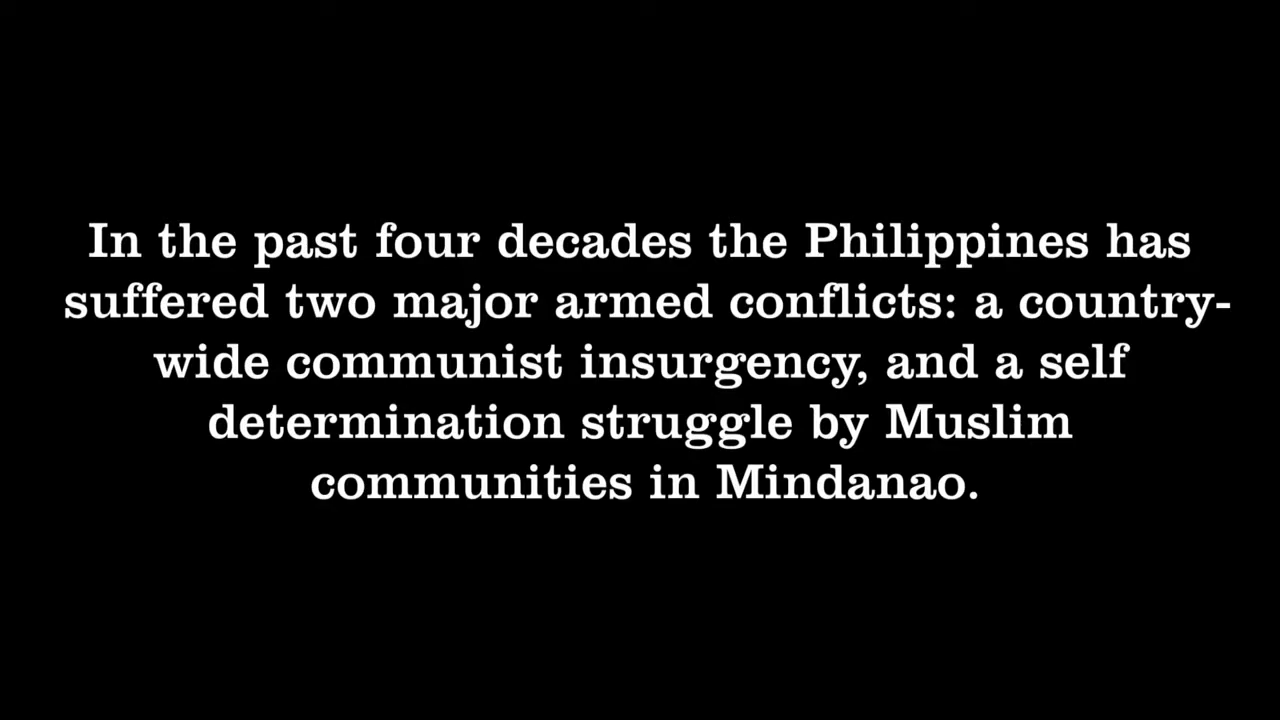 In the past four decades the Philippines has
suffered two major armed conflicts: a country-
wide communist insurgency, and a self
determination struggle by Muslim
communities in Mindanao.